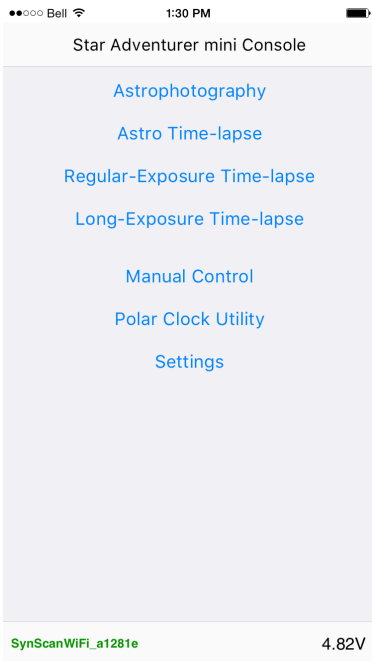 Bell 1:30 PM
Star Adventurer mini Console
Astrophotography
Astro Time-lapse
Regular-Exposure Time-lapse
Long-Exposure Time-lapse
Manual Control
Polar Clock Utility
Settings
SynScanWiFi_a1281e 4.82V